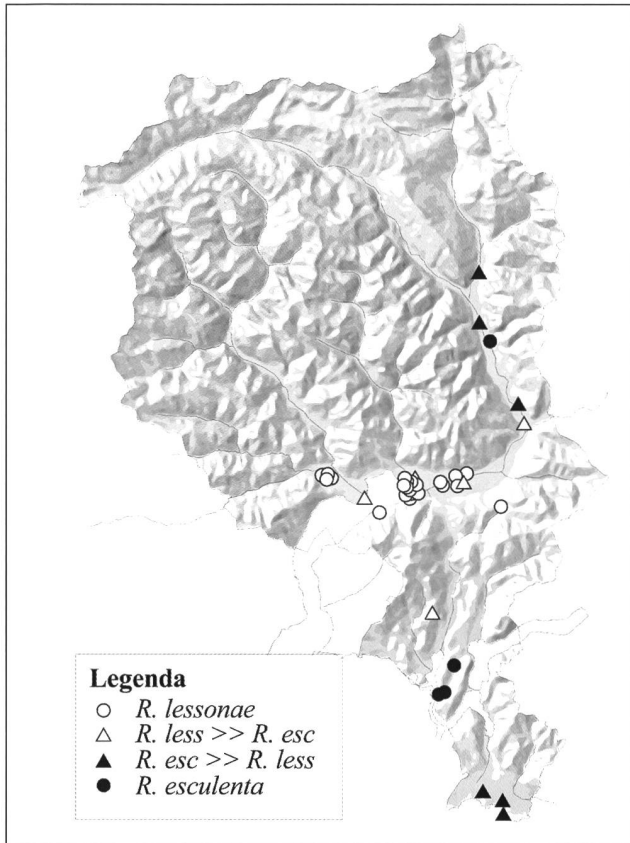 Legenda
R. lessonae
R. less >> R. esc
R. esc >> R. less
R. esculenta